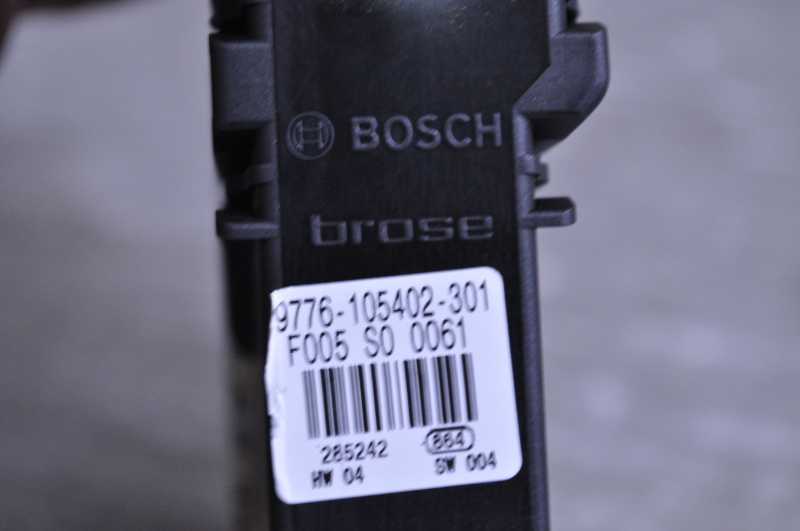 BOSCH
brose
9776-105402-301
F005 S0 0061
285242 864
HW 04 SW 004